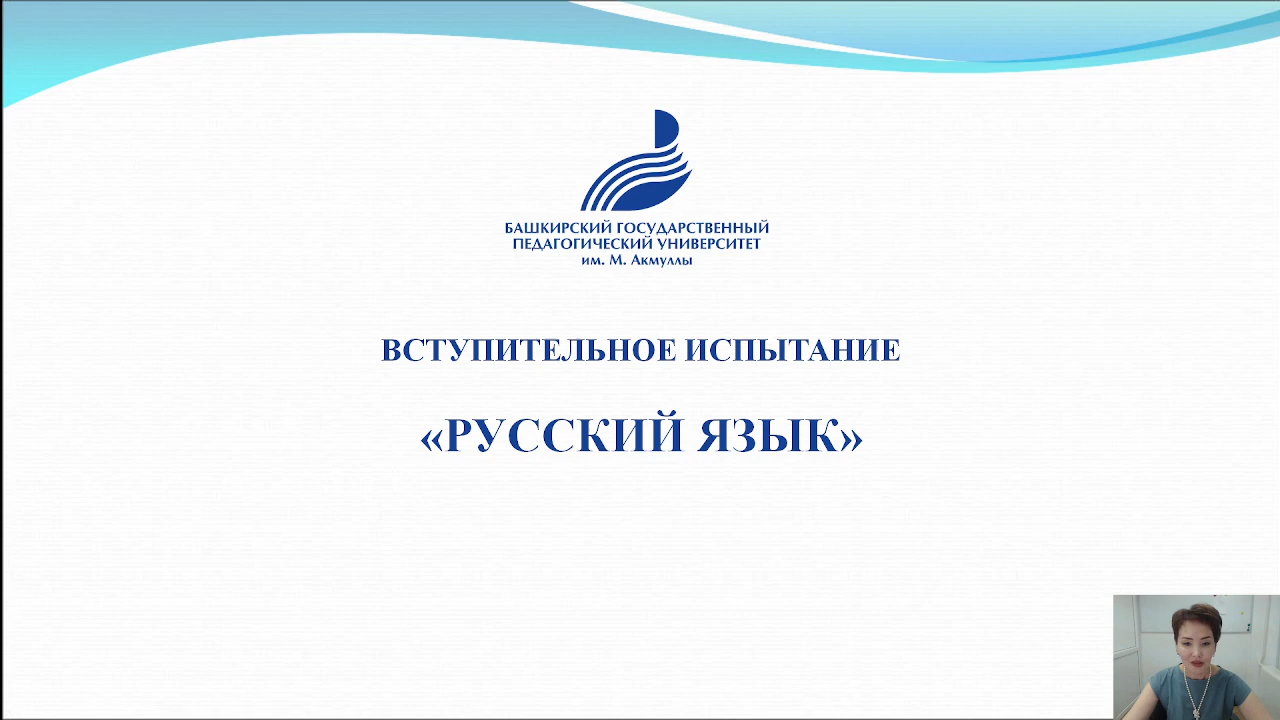 БАШКИРСКИЙ ГОСУДАРСТВЕННЫЙ
ПЕДАГОГИЧЕСКИЙ УНИВЕРСИТЕТ
им. М. Акмуллы
ВСТУПИТЕЛЬНОЕ ИСПЫТАНИЕ
«РУССКИЙ ЯЗЫК»